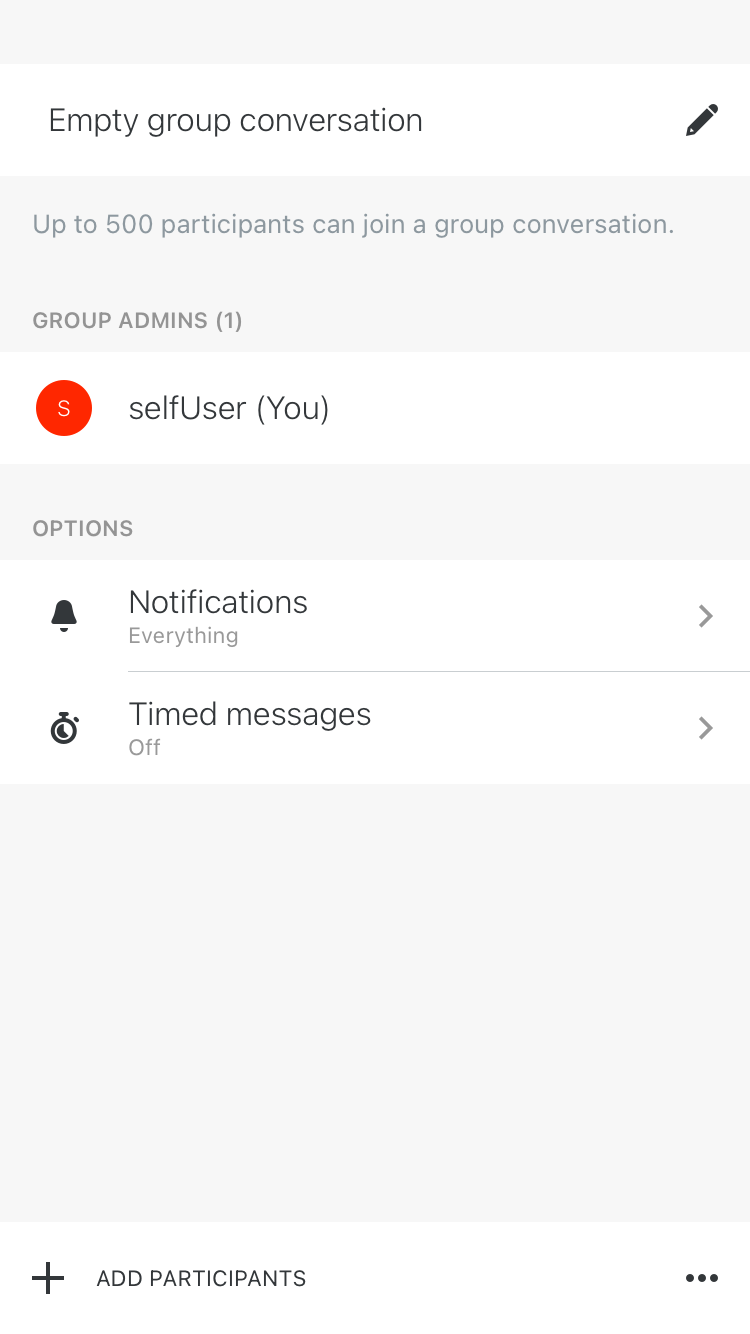 Empty group conversation
Up to 500 participants can join a group conversation.
GROUP ADMINS (1)
S
selfUser (You)
OPTIONS
Notifications
Everything
Timed messages
Off
ADD PARTICIPANTS